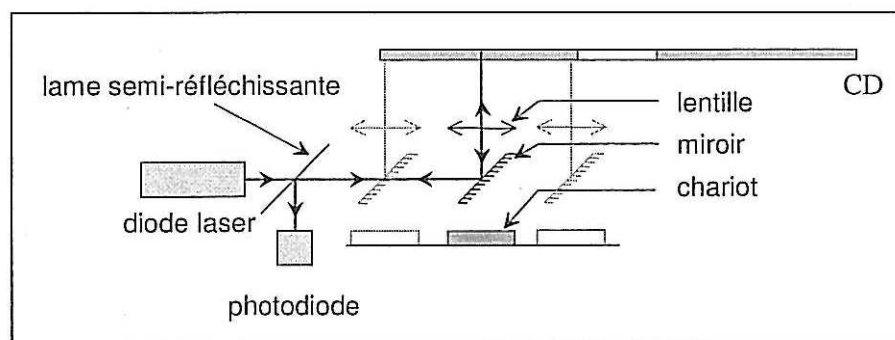 lame semi-réfléchissante
CD
lentille
miroir
chariot
diode laser
photodiode